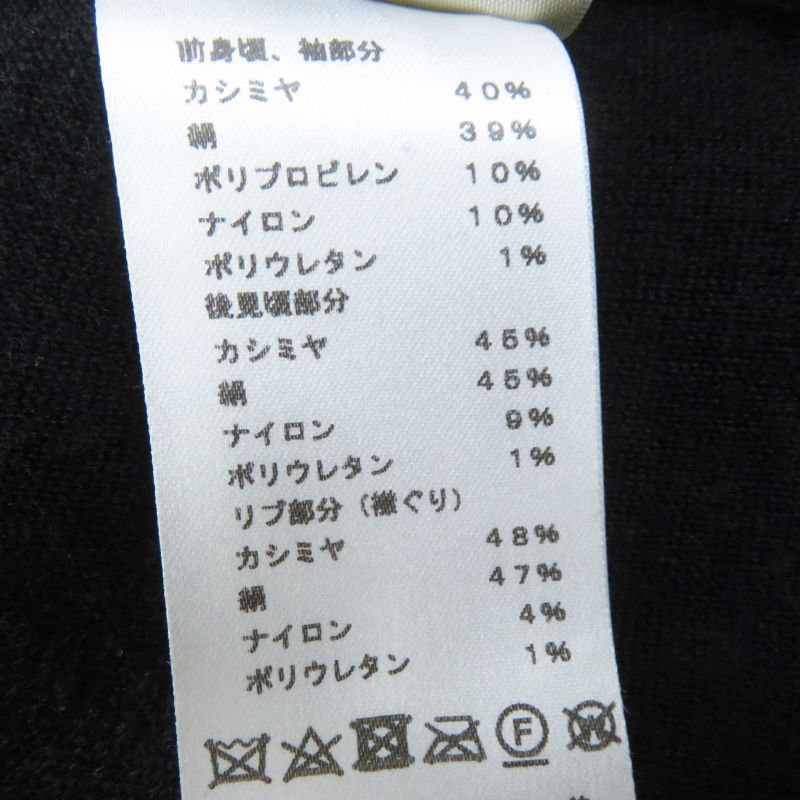 前身頃、袖部分
カシミヤ 40%
絹 39%
ポリプロピレン 10%
ナイロン 10%
ポリウレタン 1%
後見頃部分
カシミヤ 45%
絹 45%
ナイロン 9%
ポリウレタン 1%
リブ部分(襟ぐり)
カシミヤ 48%
絹 47%
ナイロン 4%
ポリウレタン 1%
F W